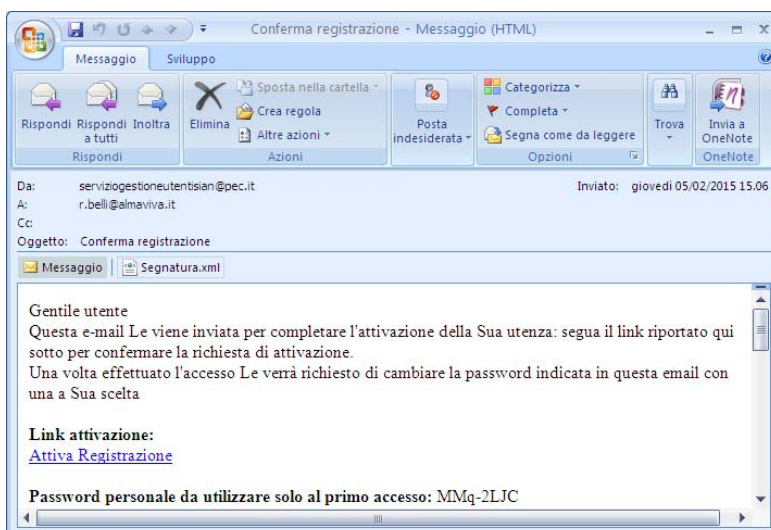 Conferma registrazione - Messaggio (HTML)
Messaggio Sviluppo
Rispondi Rispondi a tutti Inoltra
Rispondi
Elimina
Sposta nella cartella
Crea regola
Altre azioni
Azioni
Posta indesiderata
Categorizza
Completa
Segna come da leggere
Opzioni
Trova
Invia a OneNote
OneNote
Da: serviziogestioneutentisian@pec.it Inviato: giovedì 05/02/2015 15.06
A: r.belli@almaviva.it
Cc:
Oggetto: Conferma registrazione
Messaggio Segnatura.xml
Gentile utente
Questa e-mail Le viene inviata per completare l'attivazione della Sua utenza: segua il link riportato qui
sotto per confermare la richiesta di attivazione.
Una volta effettuato l'accesso Le verrà richiesto di cambiare la password indicata in questa email con
una a Sua scelta
Link attivazione:
Attiva Registrazione
Password personale da utilizzare solo al primo accesso: MMq-2LJC